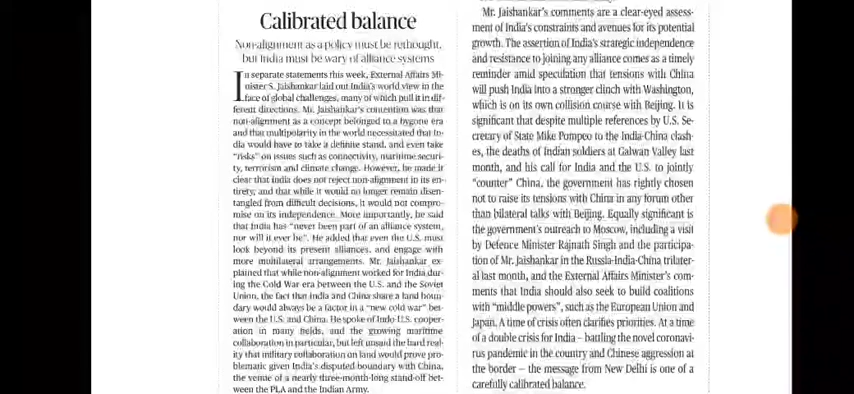 Calibrated balance
Non-alignment as a policy must be rethought,
but India must be wary of alliance systems
In separate statements this week, External Affairs Mi-
nister S. Jaishankar laid out India's world view in the
face of global challenges, many of which pull it in dif-
ferent directions. Mr. Jaishankar's contention was that
non-alignment as a concept belonged to a bygone era
and that multipolarity in the world necessitated that In-
dia would have to take a definite stand, and even take
"risks" on issues such as connectivity, maritime securi-
ty, terrorism and climate change. However, he made it
clear that India does not reject non-alignment in its en-
tirety, and that while it would no longer remain disen-
tangled from difficult decisions, it would not compro-
mise on its independence. More importantly, he said
that India has "never been part of an alliance system,
nor will it ever be". He added that even the U.S. must
look beyond its present alliances, and engage with
more multilateral arrangements. Mr. Jaishankar ex-
plained that while non-alignment worked for India dur-
ing the Cold War era between the U.S. and the Soviet
Union, the fact that India and China share a land boun-
dary would always be a factor in a "new cold war" bet-
ween the U.S. and China. He spoke of Indo-U.S. cooper-
ation in many fields, and the growing maritime
collaboration in particular, but left unsaid the hard real-
ity that military collaboration on land would prove pro-
blematic given India's disputed boundary with China,
the venue of a nearly three-month-long stand-off bet-
ween the PLA and the Indian Army.
Mr. Jaishankar's comments are a clear-eyed assess-
ment of India's constraints and avenues for its potential
growth. The assertion of India's strategic independence
and resistance to joining any alliance comes as a timely
reminder amid speculation that tensions with China
will push India into a stronger clinch with Washington,
which is on its own collision course with Beijing. It is
significant that despite multiple references by U.S. Se-
cretary of State Mike Pompeo to the India-China clash-
es, the deaths of Indian soldiers at Galwan Valley last
month, and his call for India and the U.S. to jointly
"counter" China, the government has rightly chosen
not to raise its tensions with China in any forum other
than bilateral talks with Beijing. Equally significant is
the government's outreach to Moscow, including a visit
by Defence Minister Rajnath Singh and the participa-
tion of Mr. Jaishankar in the Russia-India-China trilater-
al last month, and the External Affairs Minister's com-
ments that India should also seek to build coalitions
with "middle powers", such as the European Union and
Japan. A time of crisis often clarifies priorities. At a time
of a double crisis for India – battling the novel coronavi-
rus pandemic in the country and Chinese aggression at
the border – the message from New Delhi is one of a
carefully calibrated balance.